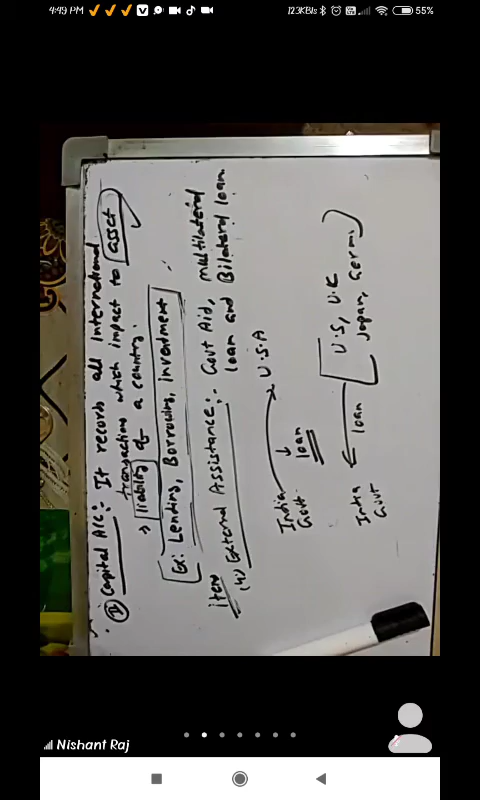 4:49 PM
123KB/s
55%
(II) Capital A/C:- It records all international
transactions which impact to asset
→ liability of a country.
Ex: Lending, Borrowing, investment
item
(4) External Assistance:- Govt Aid, multilateral
loan and Bilateral loan
India Govt.
loan
U.S.A
India Govt
loan
U.S, U.K
Japan, Germ.
Nishant Raj